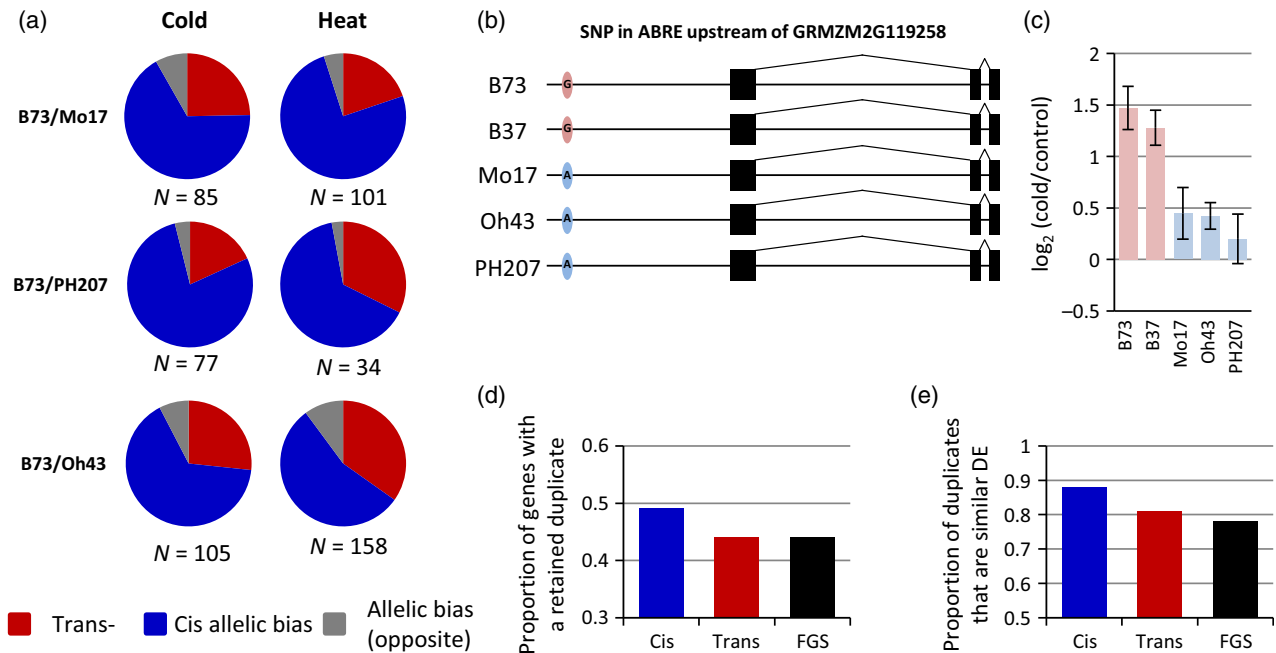 (a)
Cold
Heat
B73/Mo17
N = 85
N = 101
B73/PH207
N = 77
N = 34
B73/Oh43
N = 105
N = 158
Trans-
Cis allelic bias
Allelic bias
(opposite)
(b)
SNP in ABRE upstream of GRMZM2G119258
B73
G
B37
G
Mo17
A
Oh43
A
PH207
A
(c)
log2 (cold/control)
2
1.5
1
0.5
0
–0.5
B73
B37
Mo17
Oh43
PH207
(d)
Proportion of genes with
a retained duplicate
0.6
0.5
0.4
0.3
Cis
Trans
FGS
(e)
Proportion of duplicates
that are similar DE
1
0.9
0.8
0.7
0.6
0.5
Cis
Trans
FGS